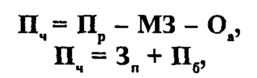 Пч = Пр – МЗ – Оа,
Пч = Зп + Пб,